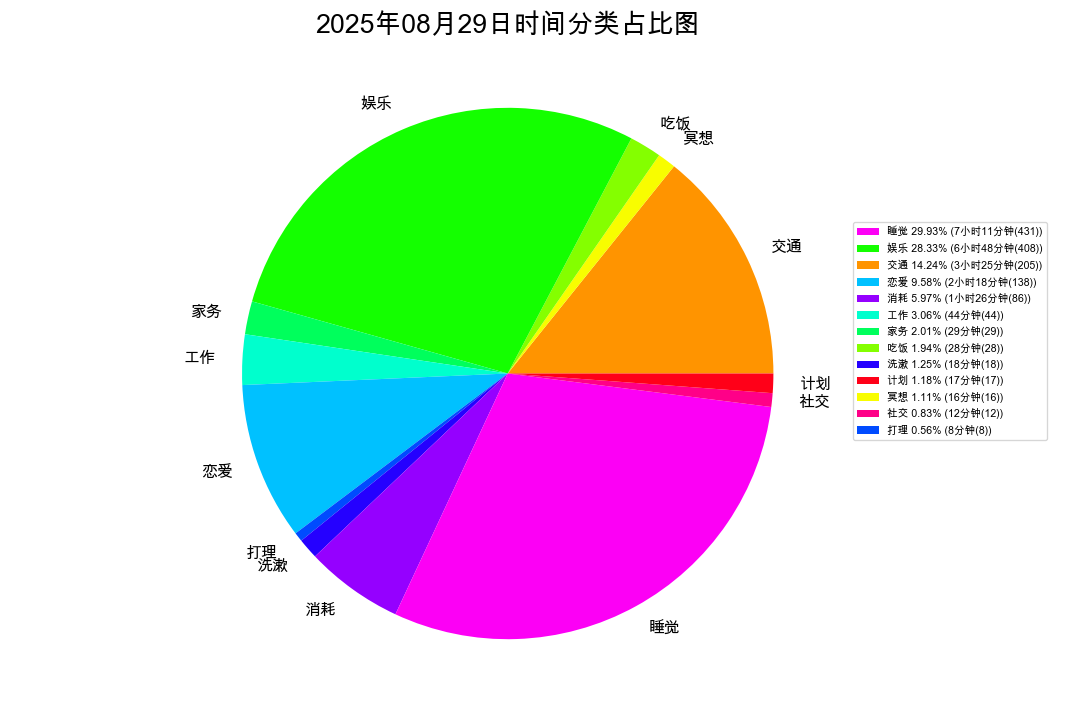 2025年08月29日时间分类占比图
娱乐
吃饭
冥想
交通
家务
工作
计划
社交
恋爱
打理
洗漱
消耗
睡觉
睡觉 29.93% (7小时11分钟(431))
娱乐 28.33% (6小时48分钟(408))
交通 14.24% (3小时25分钟(205))
恋爱 9.58% (2小时18分钟(138))
消耗 5.97% (1小时26分钟(86))
工作 3.06% (44分钟(44))
家务 2.01% (29分钟(29))
吃饭 1.94% (28分钟(28))
洗漱 1.25% (18分钟(18))
计划 1.18% (17分钟(17))
冥想 1.11% (16分钟(16))
社交 0.83% (12分钟(12))
打理 0.56% (8分钟(8))